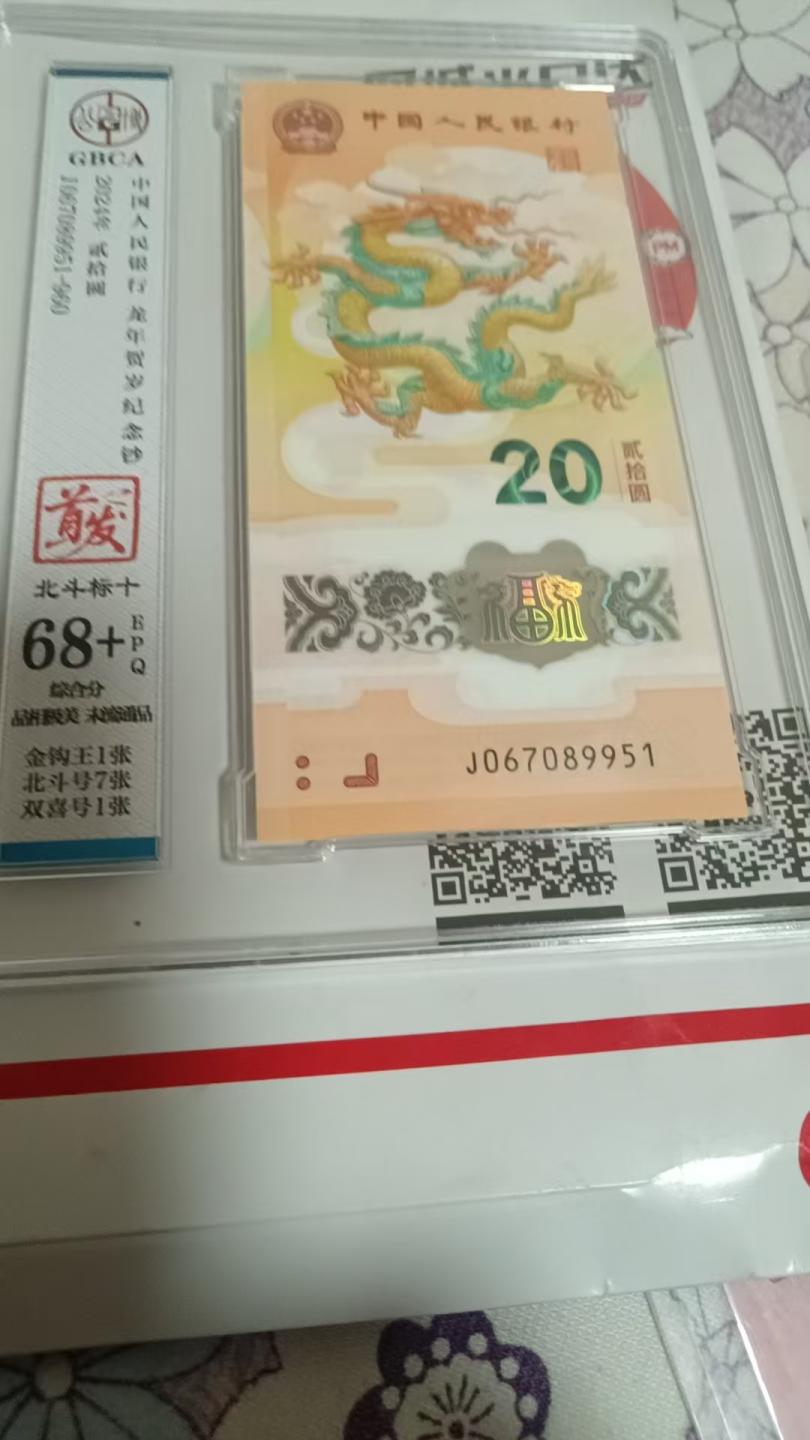 GBCA
中国人民银行 龙年贺岁纪念钞
2024年 贰拾圆
J067089951-960
首发
北斗标十
68+
EPQ
综合分
品相极美 未流通品
金钩王1张
北斗号7张
双喜号1张
中国人民银行
20
贰拾圆
福
J067089951
PM